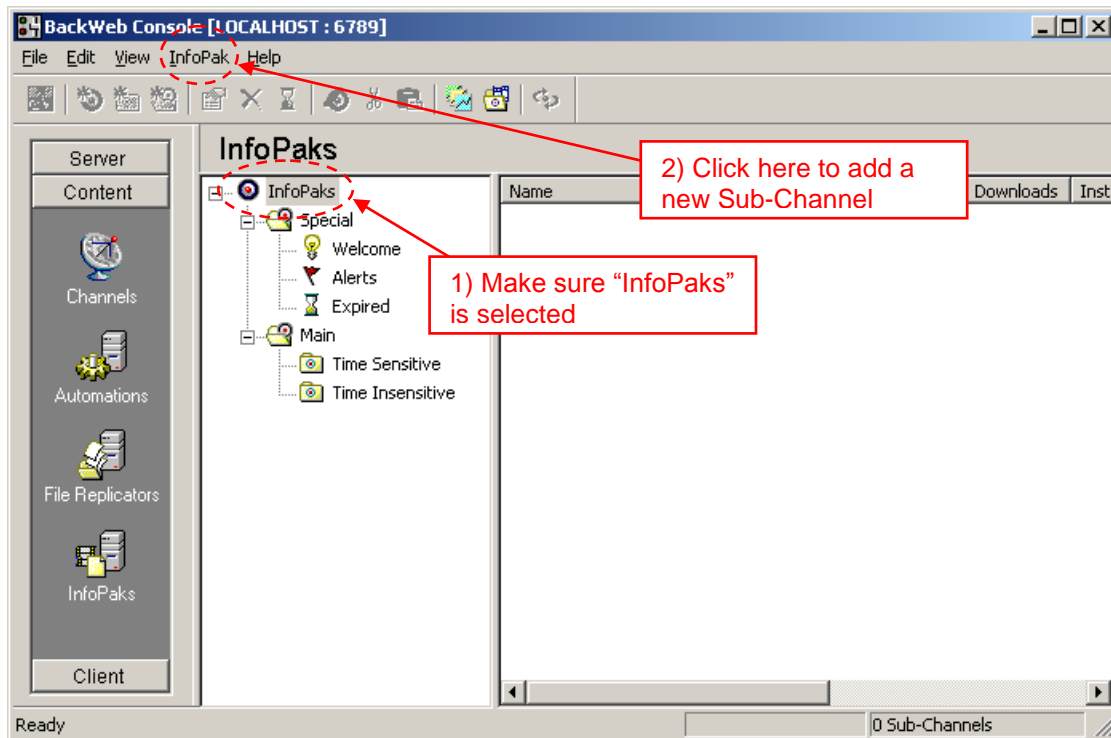 BackWeb Console [LOCALHOST : 6789]
File Edit View InfoPak Help
Server
Content
Channels
Automations
File Replicators
InfoPaks
Client
InfoPaks
InfoPaks
Special
Welcome
Alerts
Expired
Main
Time Sensitive
Time Insensitive
Name Downloads Inst
2) Click here to add a
new Sub-Channel
1) Make sure “InfoPaks”
is selected
Ready 0 Sub-Channels